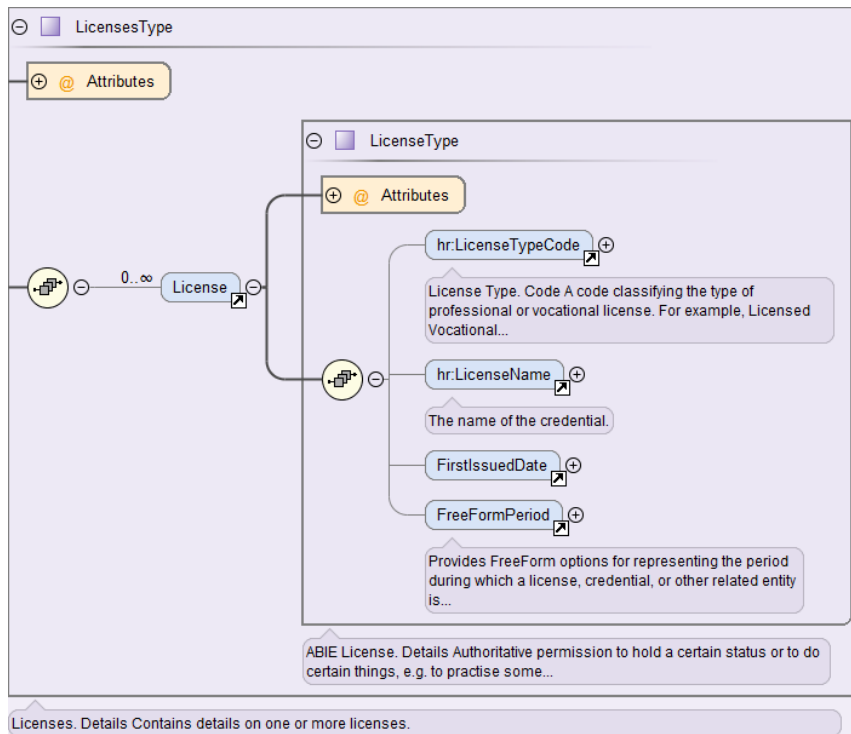 LicensesType
@ Attributes
LicenseType
@ Attributes
hr:LicenseTypeCode
License Type. Code A code classifying the type of
professional or vocational license. For example, Licensed
Vocational...
0..∞
License
hr:LicenseName
The name of the credential.
FirstIssuedDate
FreeFormPeriod
Provides FreeForm options for representing the period
during which a license, credential, or other related entity
is...
ABIE License. Details Authoritative permission to hold a certain status or to do
certain things, e.g. to practise some...
Licenses. Details Contains details on one or more licenses.